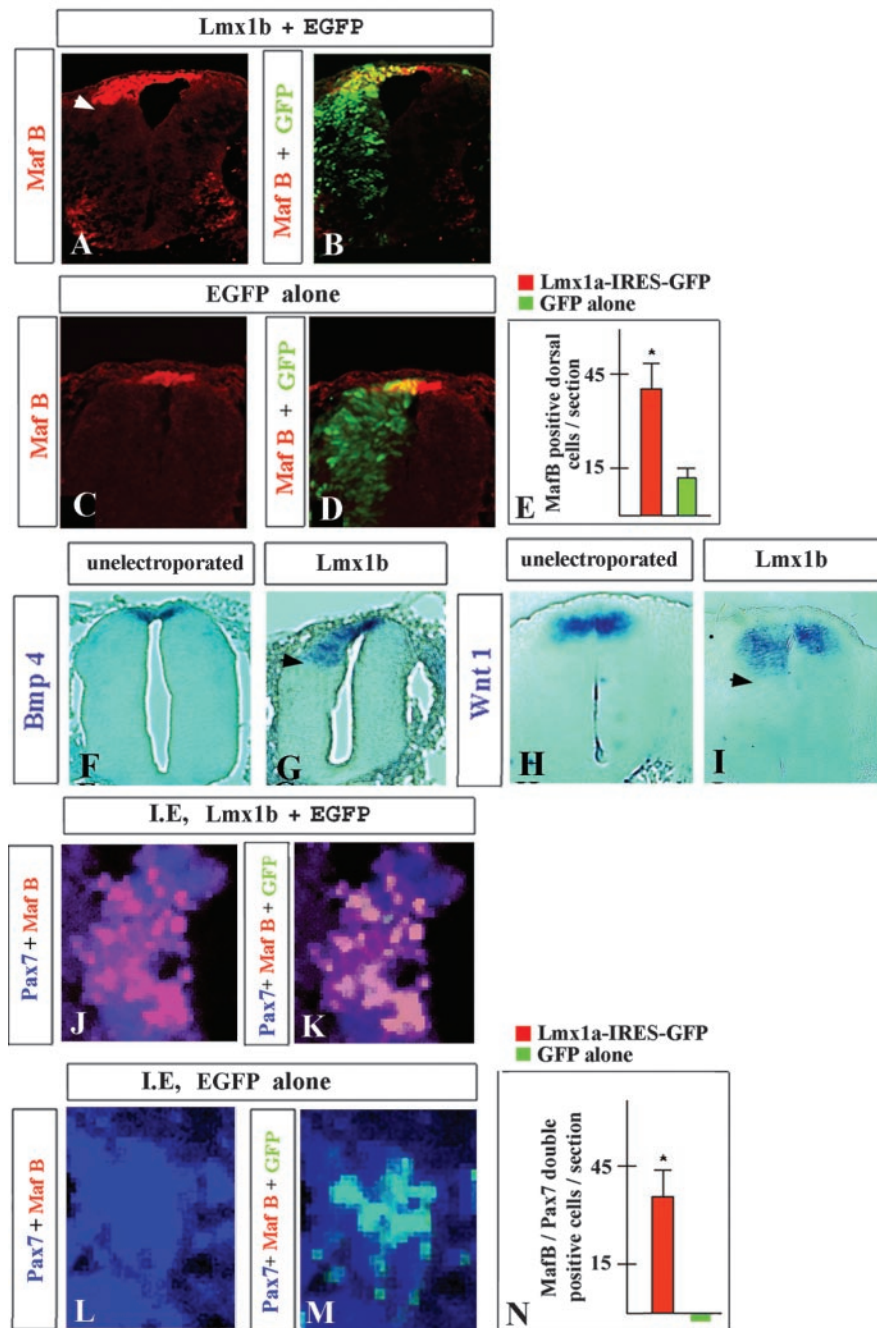 Lmx1b + EGFP
Maf B
A
Maf B + GFP
B
EGFP alone
Maf B
C
Maf B + GFP
D
Lmx1a-IRES-GFP
GFP alone
MafB positive dorsal
cells / section
45
15
*
E
unelectroporated
Lmx1b
unelectroporated
Lmx1b
Bmp 4
F
G
Wnt 1
H
I
I.E, Lmx1b + EGFP
Pax7 + Maf B
J
Pax7+ Maf B + GFP
K
I.E, EGFP alone
Pax7 + Maf B
L
Pax7+ Maf B + GFP
M
Lmx1a-IRES-GFP
GFP alone
MafB / Pax7 double
positive cells / section
45
15
*
N